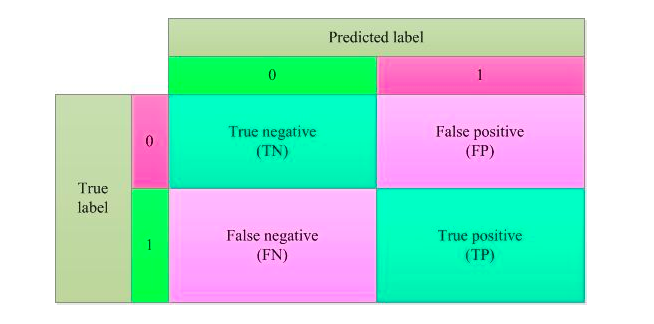 Predicted label
0
1
True
label
0
True negative
(TN)
False positive
(FP)
1
False negative
(FN)
True positive
(TP)